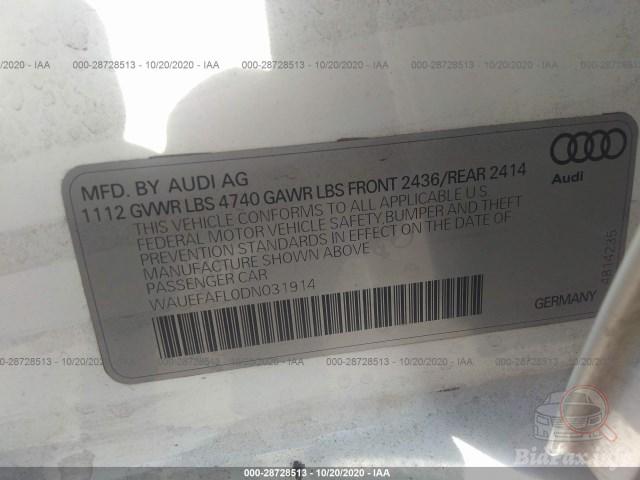 10/20/2020 - IAA 000-28728513 - 10/20/2020 - IAA 000-28728513 - 10/20/2020 - IAA
MFD. BY AUDI AG
1112 GVWR LBS 4740 GAWR LBS FRONT 2436/REAR 2414
THIS VEHICLE CONFORMS TO ALL APPLICABLE U.S.
FEDERAL MOTOR VEHICLE SAFETY,BUMPER AND THEFT
PREVENTION STANDARDS IN EFFECT ON THE DATE OF
MANUFACTURE SHOWN ABOVE
PASSENGER CAR
WAUEFAFL0DN031914
Audi
4814235
GERMANY
/2020 - IAA 000-28728513 - 10/20/2020 - IAA 000-28728513 - 10/20/2020 -
BidFax.info
000-28728513 - 10/20/2020 - IAA